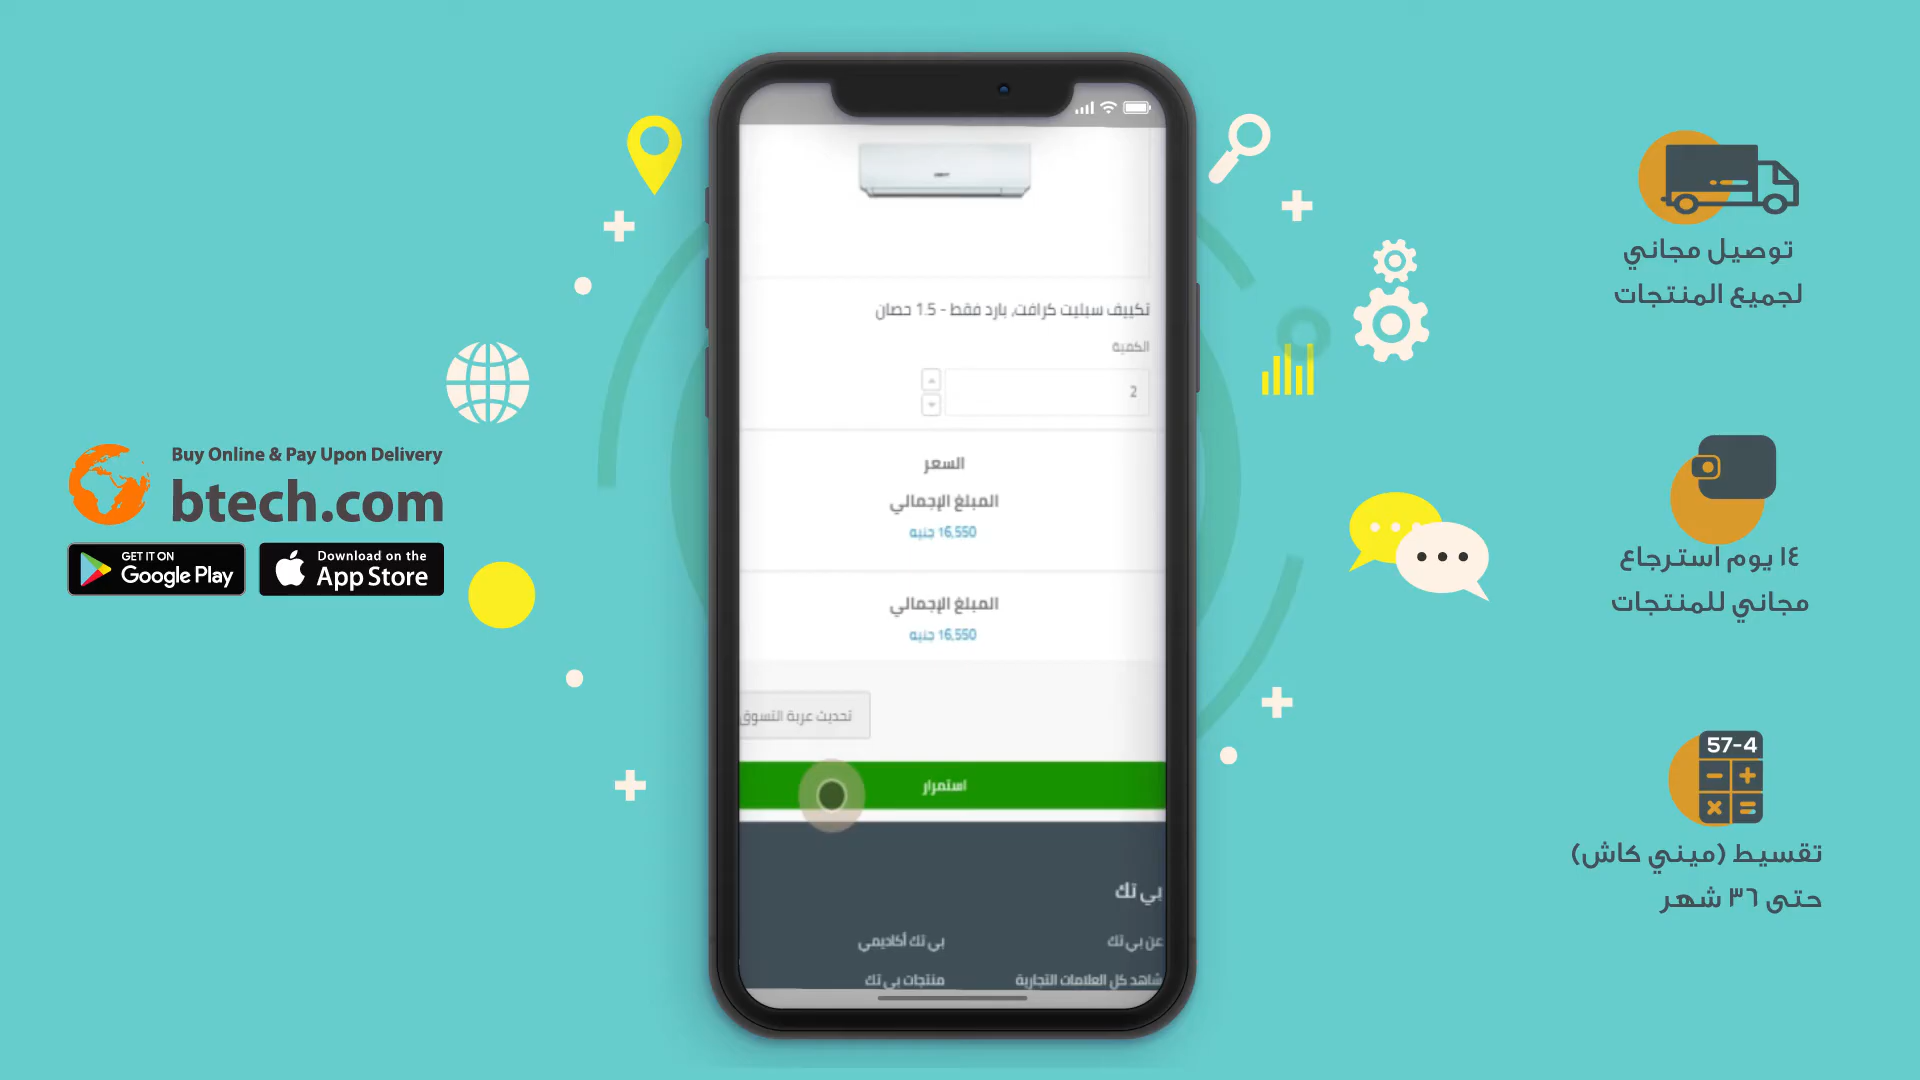 Buy Online & Pay Upon Delivery
btech.com
GET IT ON
Google Play
Download on the
App Store
تكييف سبليت كرافت, بارد فقط - 1.5 حصان
الكمية
2
السعر
المبلغ الإجمالي
16,550 جنيه
المبلغ الإجمالي
16,550 جنيه
تحديث عربة التسوق
استمرار
بي تك
عن بي تك
بي تك أكاديمي
شاهد كل العلامات التجارية
منتجات بي تك
توصيل مجاني
لجميع المنتجات
١٤ يوم استرجاع
مجاني للمنتجات
57-4
تقسيط (ميني كاش)
حتى ٣٦ شهر